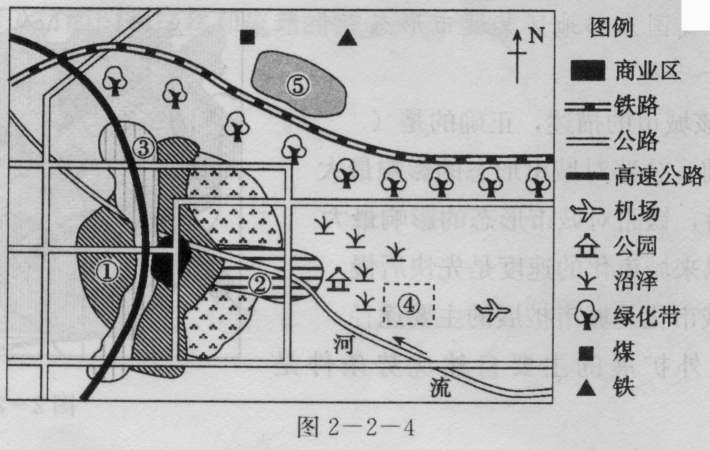 ⑤
N
③
①
②
④
河
流
图例
商业区
铁路
公路
高速公路
机场
公园
沼泽
绿化带
煤
铁
图 2－2－4